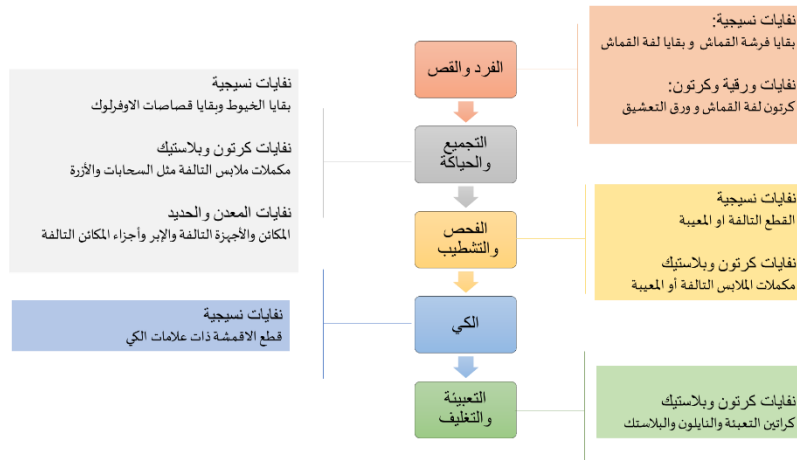 نفايات نسيجية:
بقايا فرشة القماش و بقايا لفة القماش
نفايات ورقية وكرتون:
كرتون لفة القماش و ورق التعشيق
الفرد والقص
التجميع
والحياكة
نفايات نسيجية
بقايا الخيوط وبقايا قصاصات الاوفرلوك
نفايات كرتون وبلاستيك
مكملات ملابس التالفة مثل السحابات والأزرة
نفايات المعدن والحديد
المكائن والأجهزة التالفة والإبر وأجزاء المكائن التالفة
الفحص
والتشطيب
نفايات نسيجية
القطع التالفة او المعيبة
نفايات كرتون وبلاستيك
مكملات الملابس التالفة أو المعيبة
الكي
نفايات نسيجية
قطع الاقمشة ذات علامات الكي
التعبيئة
والتغليف
نفايات كرتون وبلاستيك
كراتين التعبئة والنايلون والبلاستك